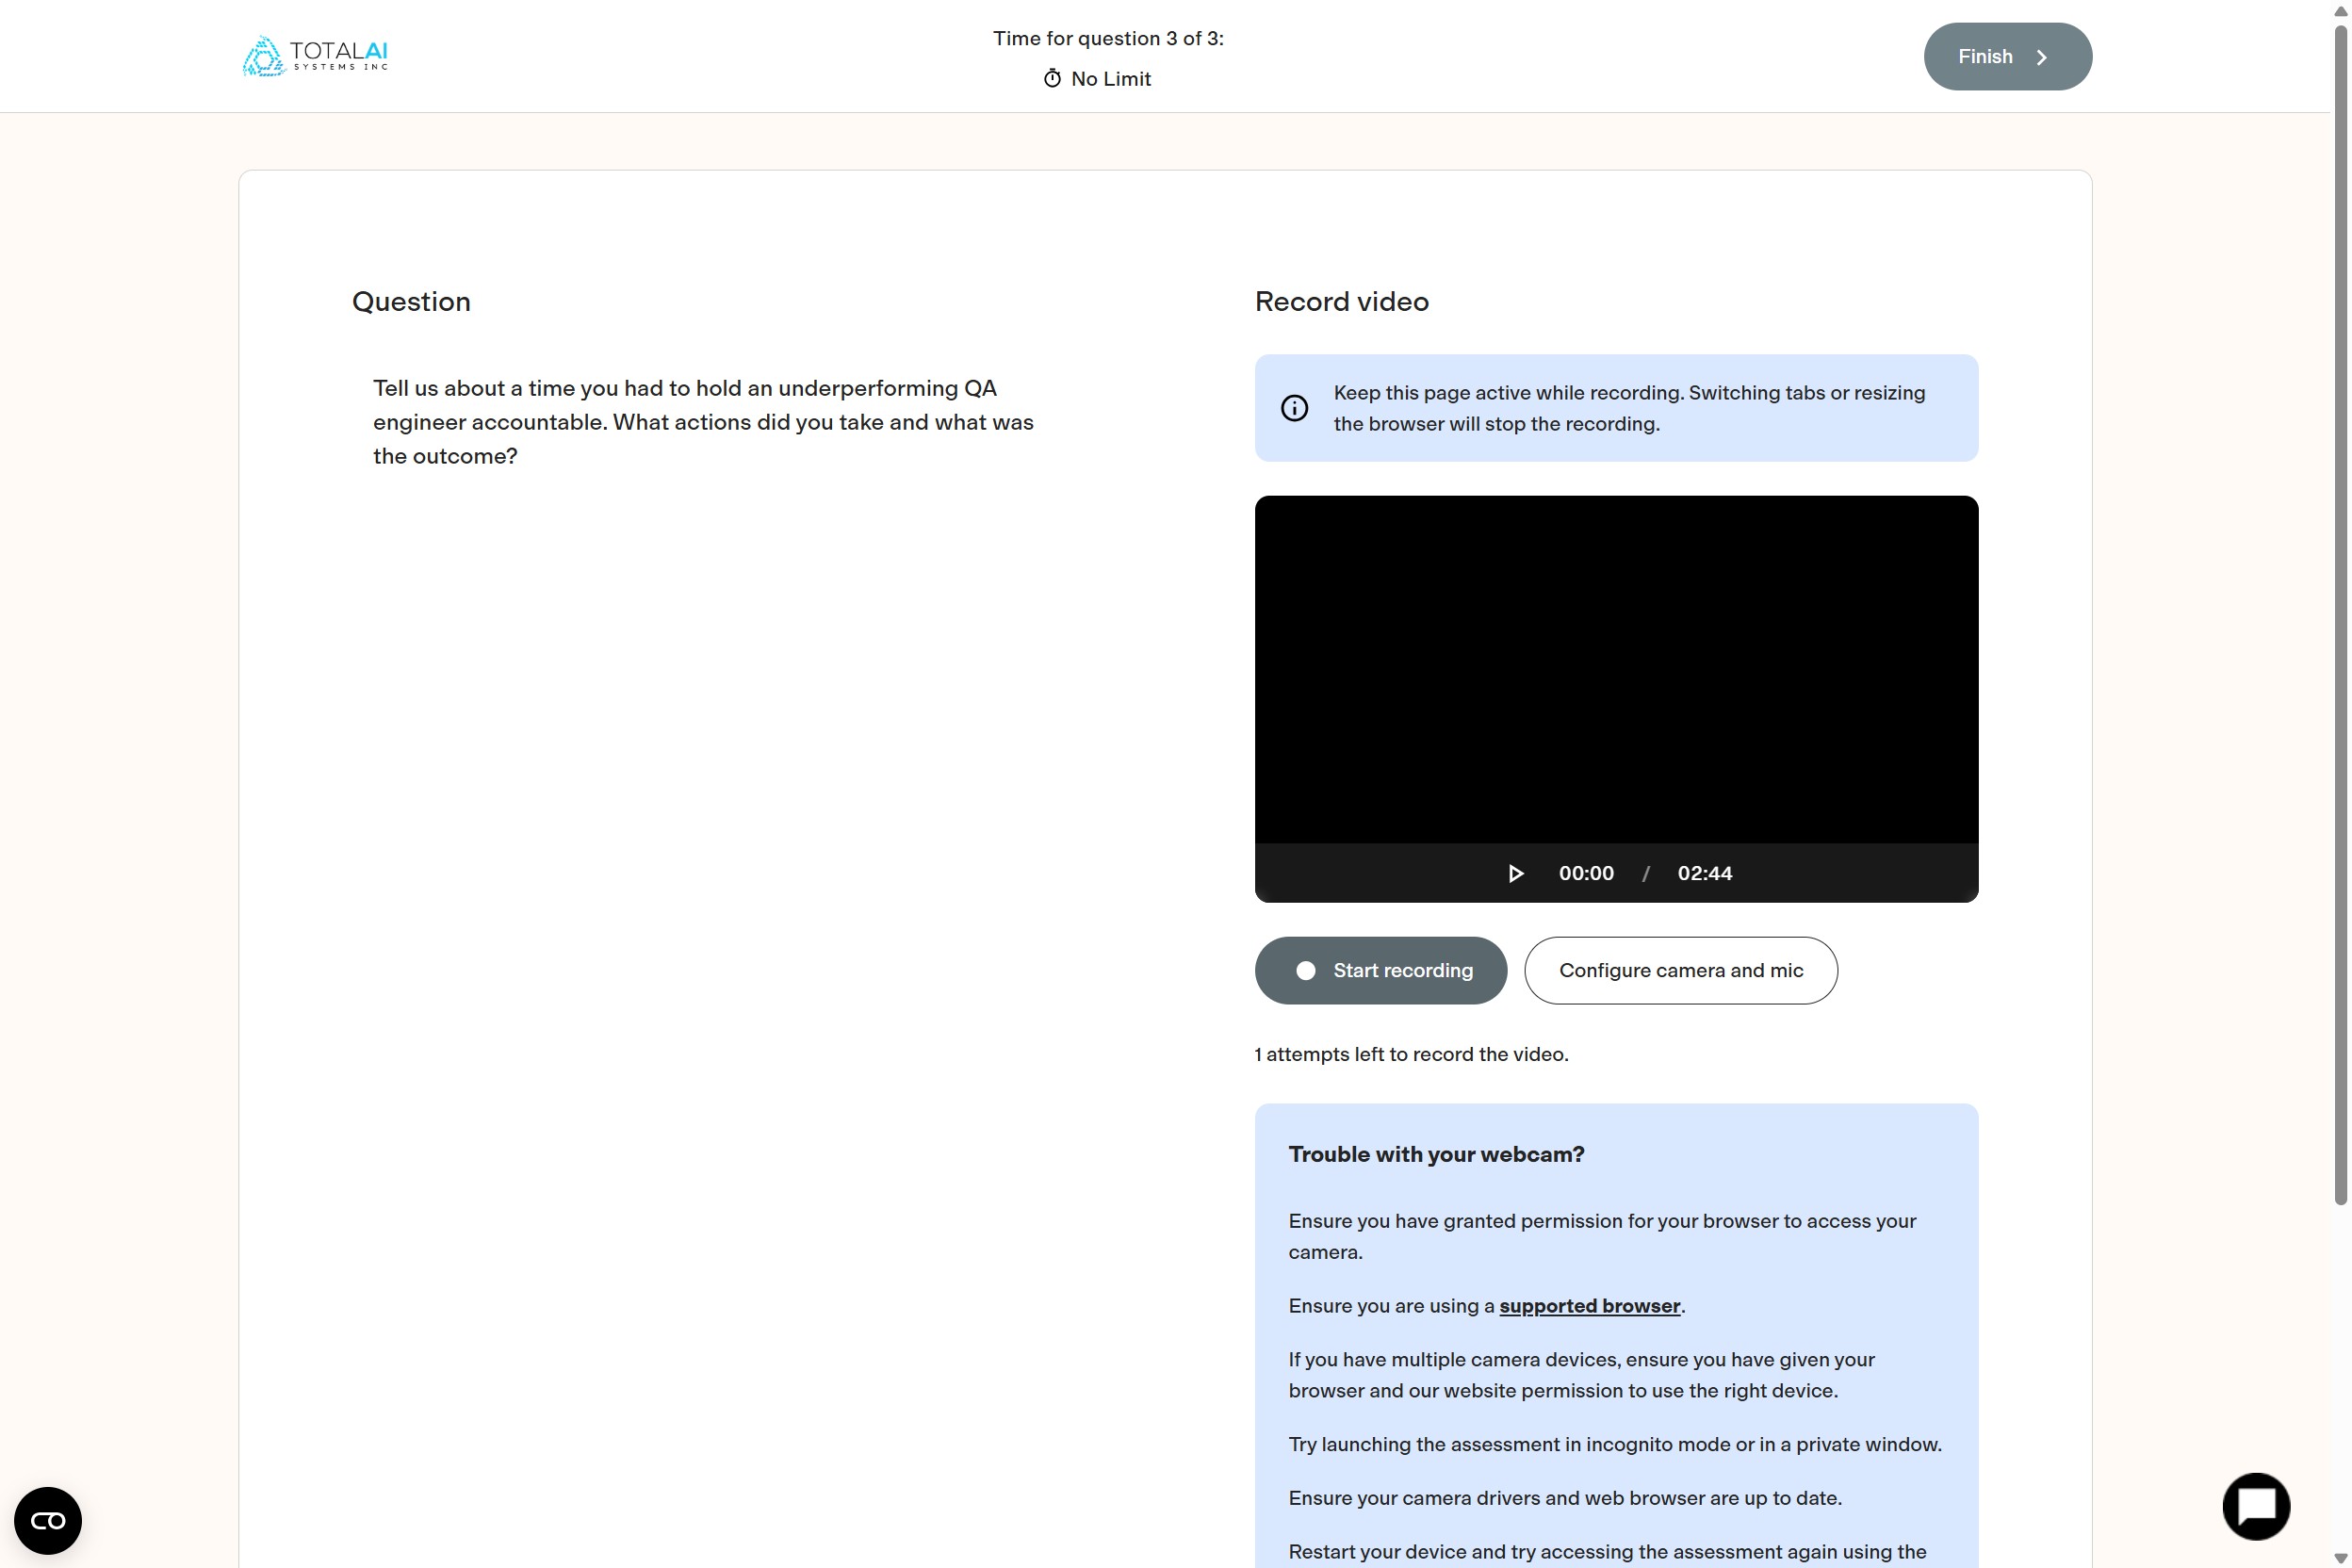 TOTALAI
SYSTEMS INC
Time for question 3 of 3:
No Limit
Finish
Question
Tell us about a time you had to hold an underperforming QA
engineer accountable. What actions did you take and what was
the outcome?
Record video
Keep this page active while recording. Switching tabs or resizing
the browser will stop the recording.
00:00 / 02:44
Start recording
Configure camera and mic
1 attempts left to record the video.
Trouble with your webcam?
Ensure you have granted permission for your browser to access your
camera.
Ensure you are using a supported browser.
If you have multiple camera devices, ensure you have given your
browser and our website permission to use the right device.
Try launching the assessment in incognito mode or in a private window.
Ensure your camera drivers and web browser are up to date.
Restart your device and try accessing the assessment again using the